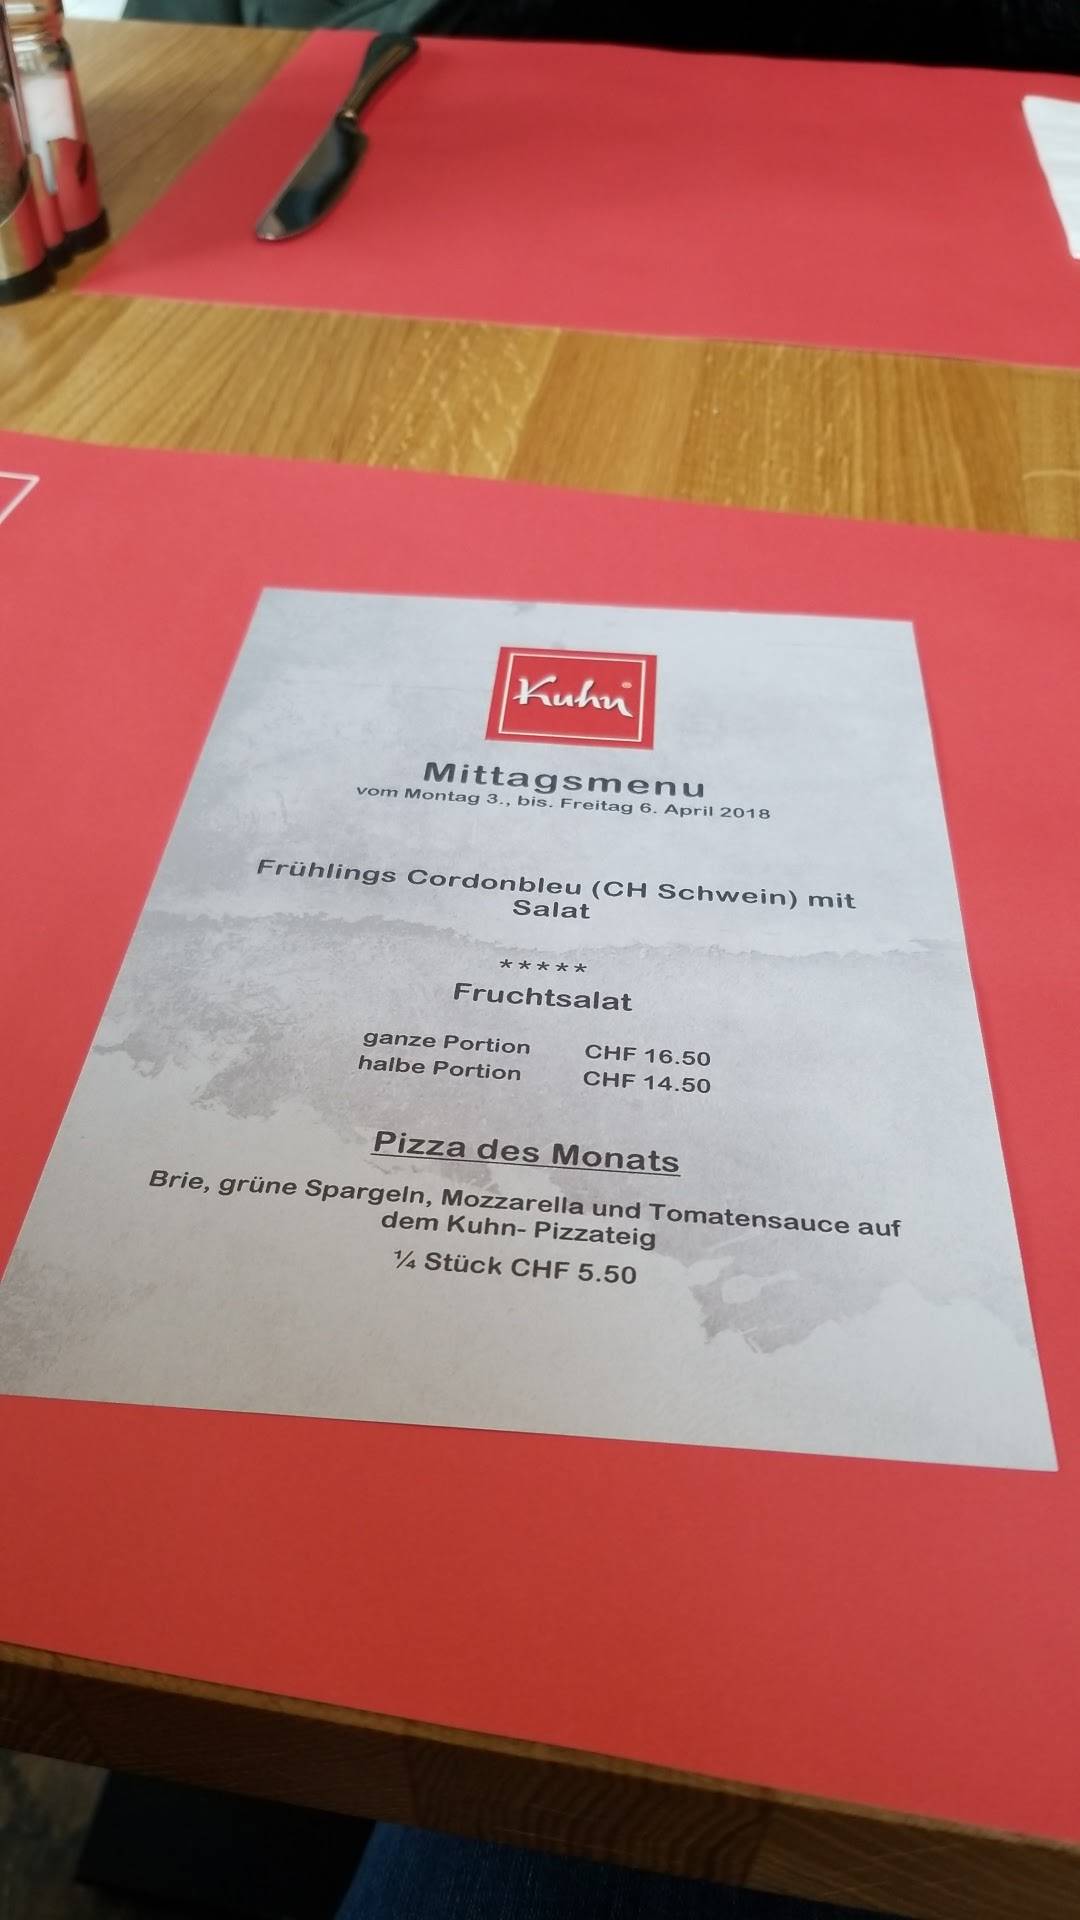 Kuhn
Mittagsmenu
vom Montag 3., bis. Freitag 6. April 2018
Frühlings Cordonbleu (CH Schwein) mit
Salat
*****
Fruchtsalat
ganze Portion CHF 16.50
halbe Portion CHF 14.50
Pizza des Monats
Brie, grüne Spargeln, Mozzarella und Tomatensauce auf
dem Kuhn- Pizzateig
¼ Stück CHF 5.50